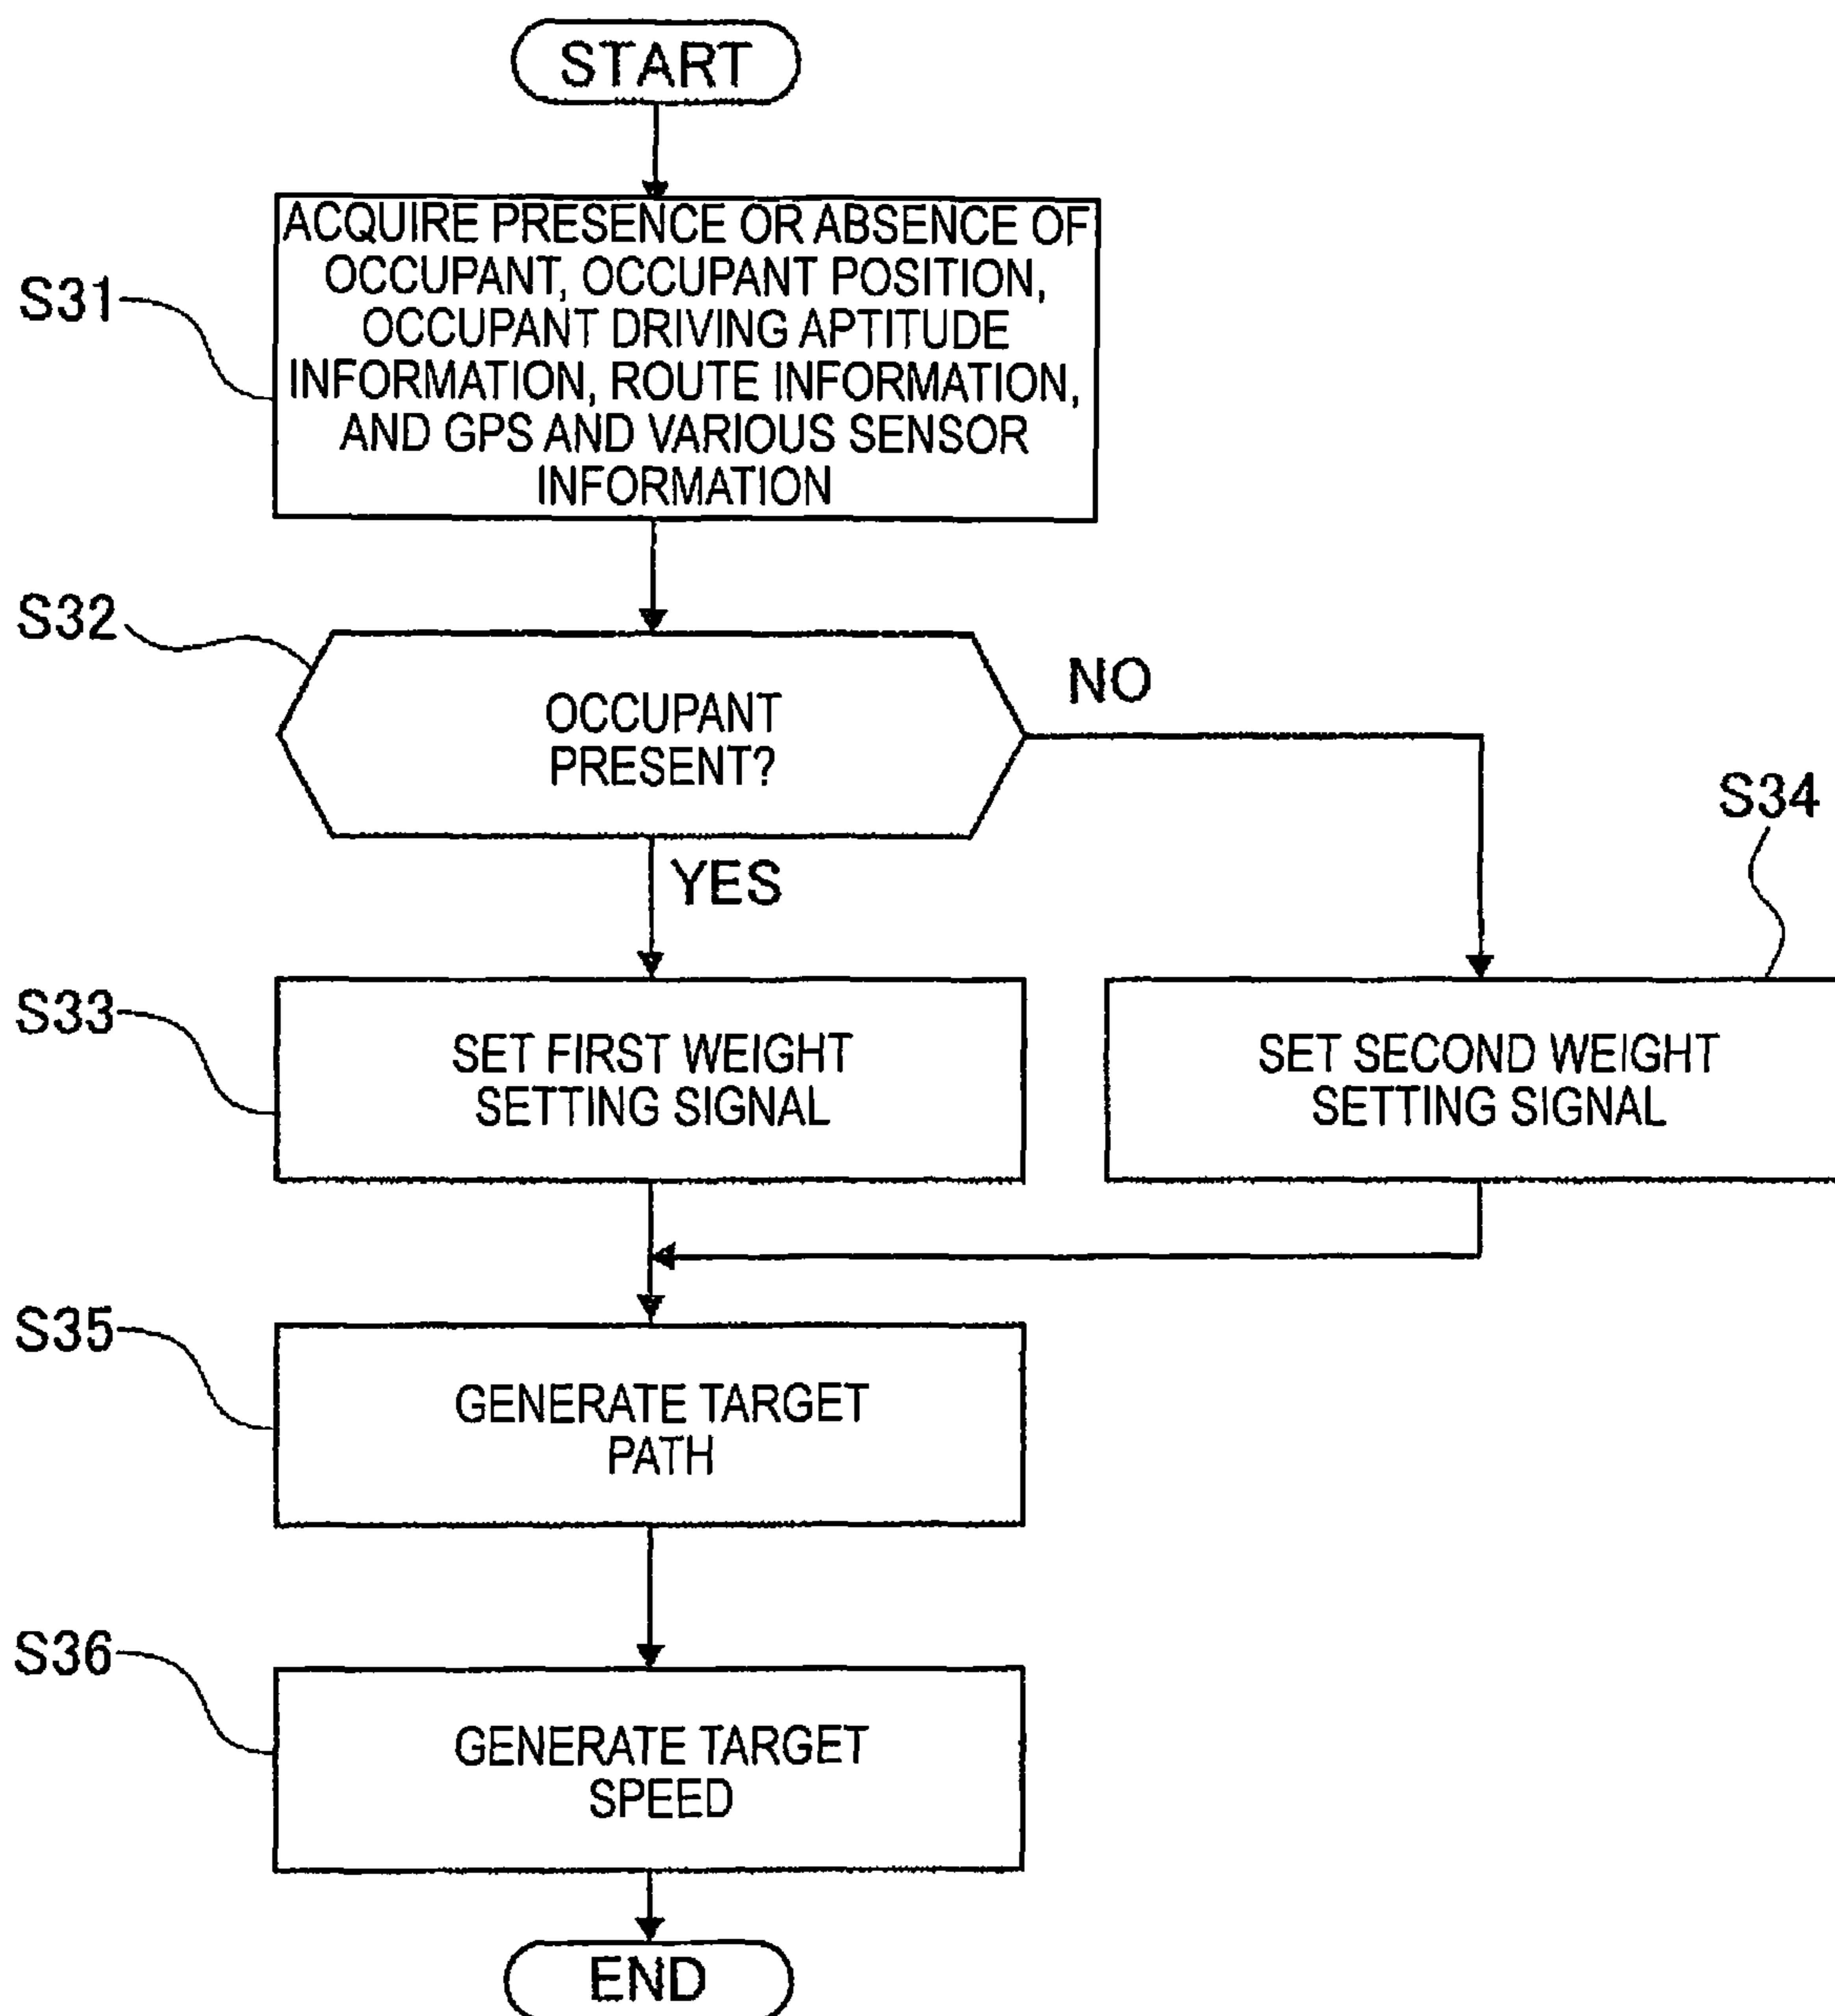 START
S31
ACQUIRE PRESENCE OR ABSENCE OF
OCCUPANT, OCCUPANT POSITION,
OCCUPANT DRIVING APTITUDE
INFORMATION, ROUTE INFORMATION,
AND GPS AND VARIOUS SENSOR
INFORMATION
S32
OCCUPANT
PRESENT?
NO
YES
S33
SET FIRST WEIGHT
SETTING SIGNAL
S34
SET SECOND WEIGHT
SETTING SIGNAL
S35
GENERATE TARGET
PATH
S36
GENERATE TARGET
SPEED
END